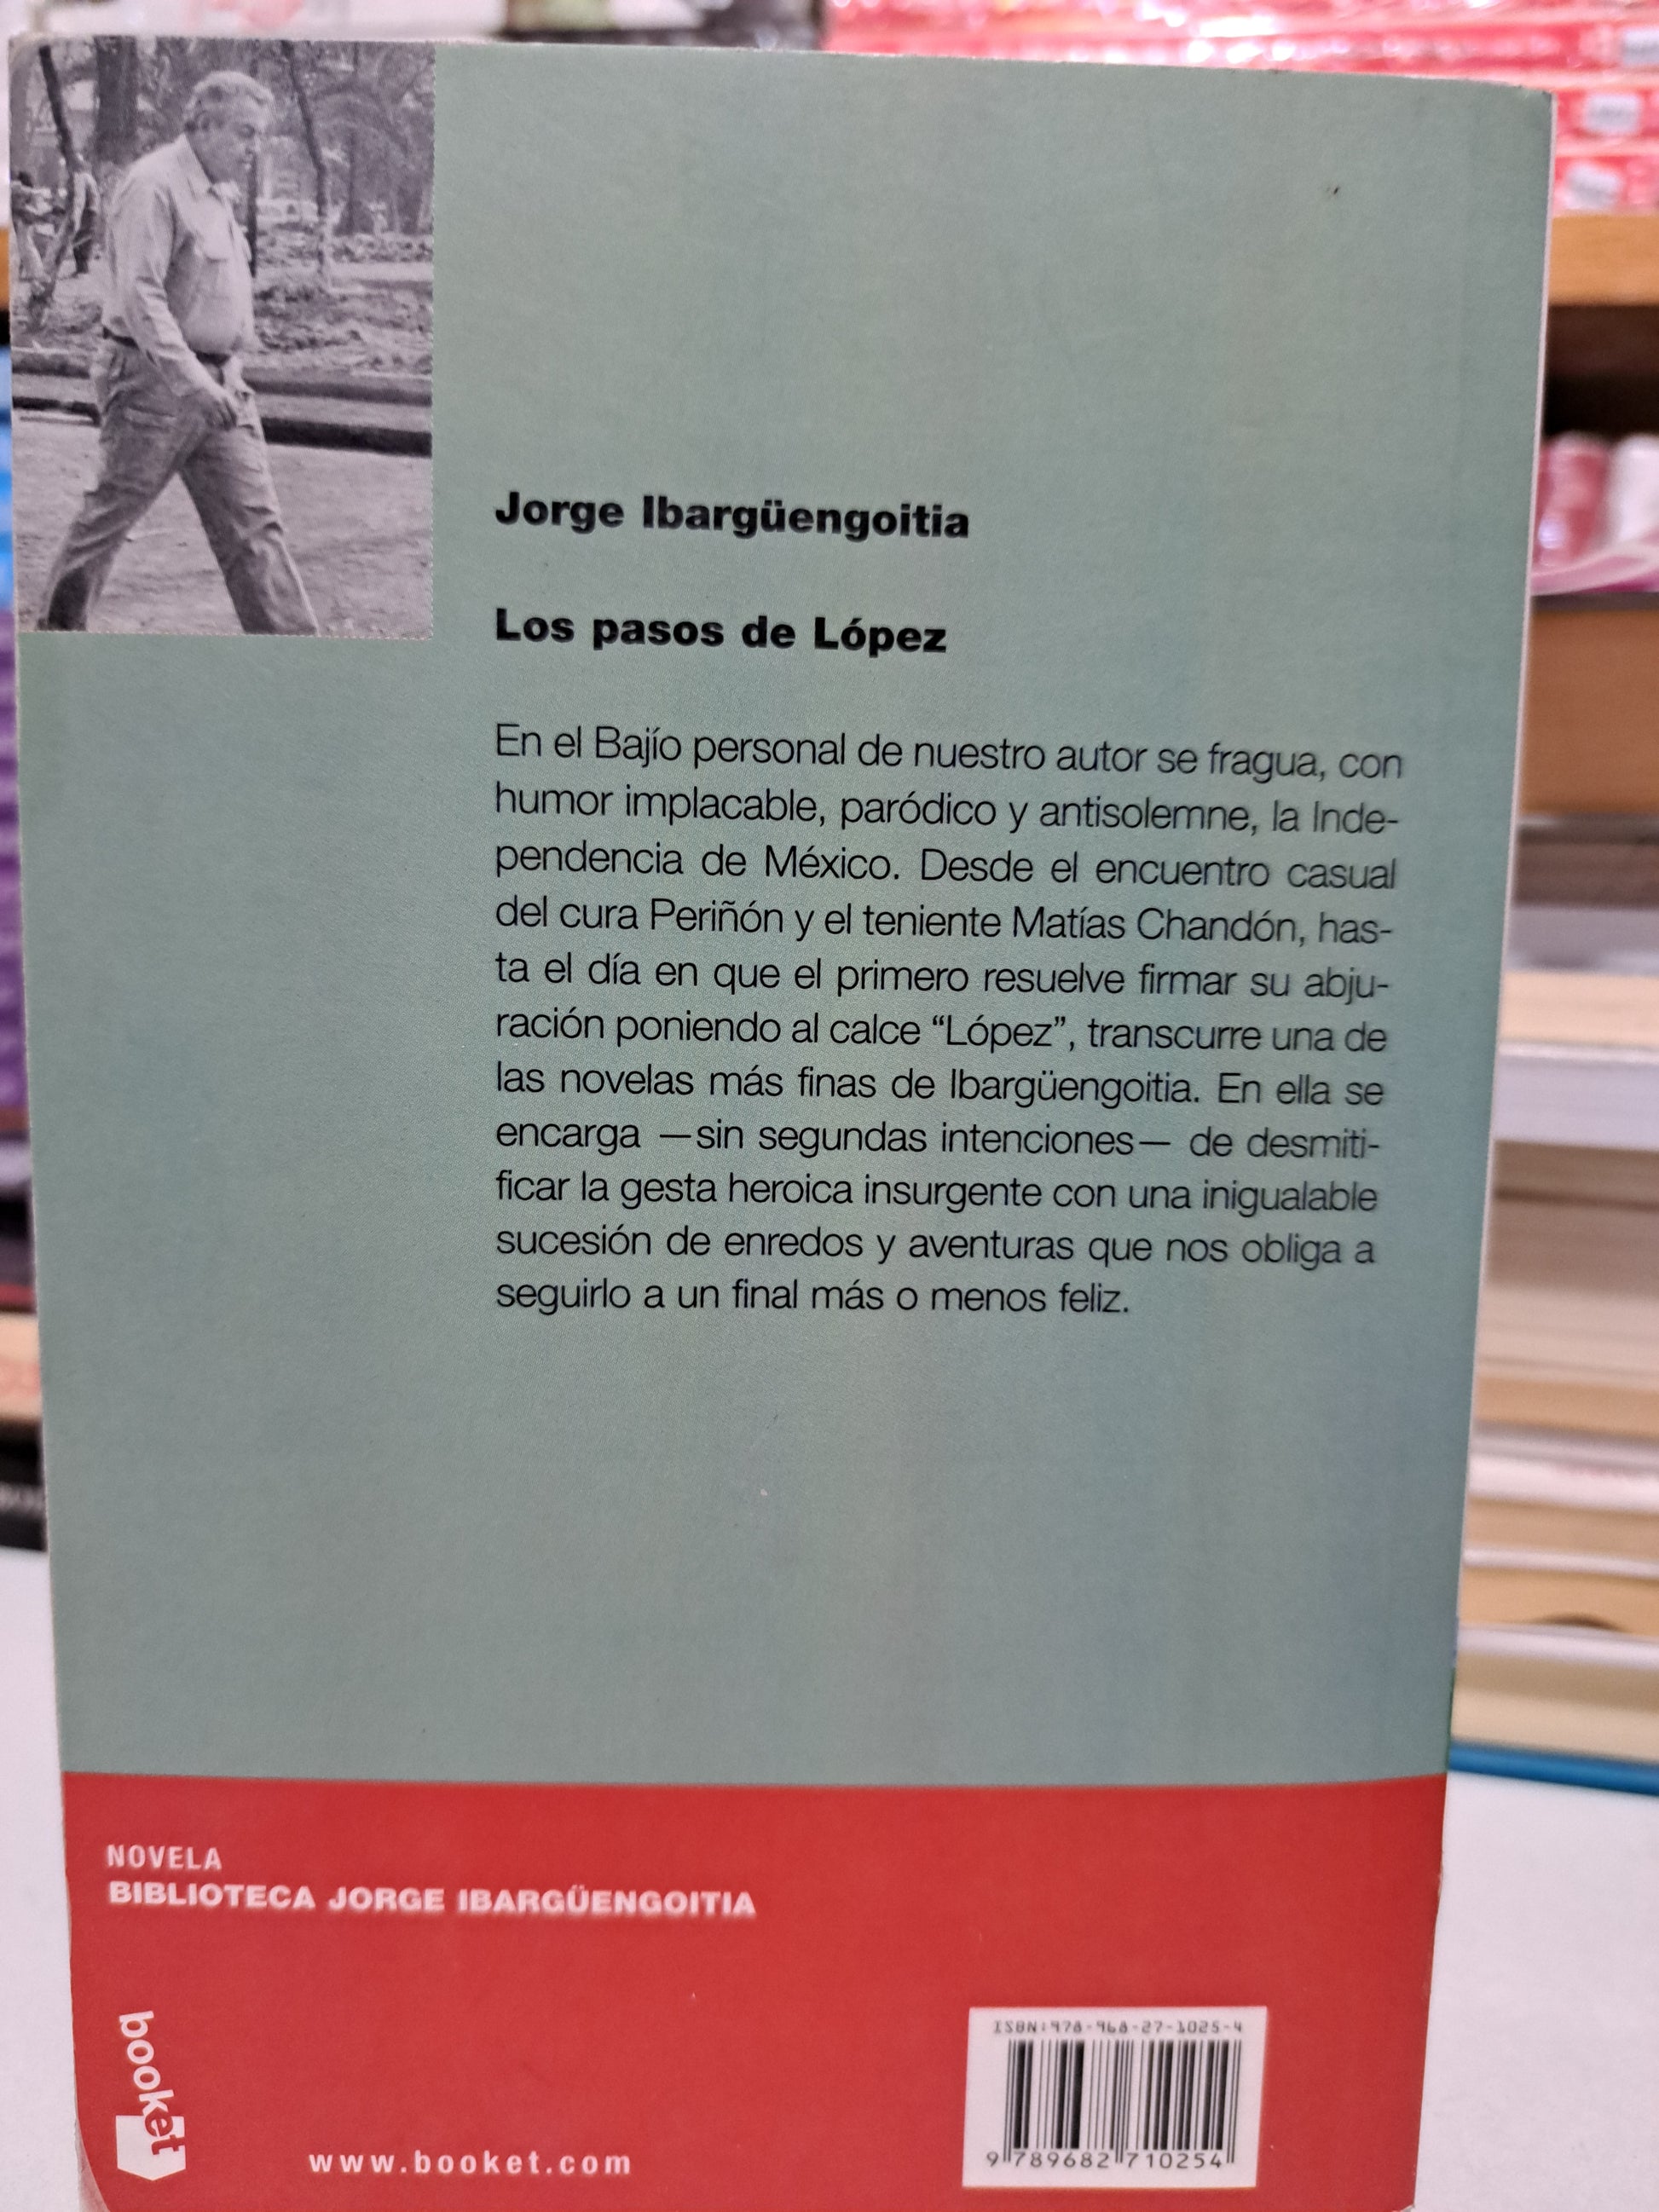 Jorge Ibargüengoitia
Los pasos de López
En el Bajío personal de nuestro autor se fragua, con
humor implacable, paródico y antisolemne, la Inde-
pendencia de México. Desde el encuentro casual
del cura Periñón y el teniente Matías Chandón, has-
ta el día en que el primero resuelve firmar su abju-
ración poniendo al calce “López”, transcurre una de
las novelas más finas de Ibargüengoitia. En ella se
encarga —sin segundas intenciones— de desmiti-
ficar la gesta heroica insurgente con una inigualable
sucesión de enredos y aventuras que nos obliga a
seguirlo a un final más o menos feliz.
NOVELA
BIBLIOTECA JORGE IBARGÜENGOITIA
booket
www.booket.com
ISBN:978-968-27-1025-4
9 789682 710254